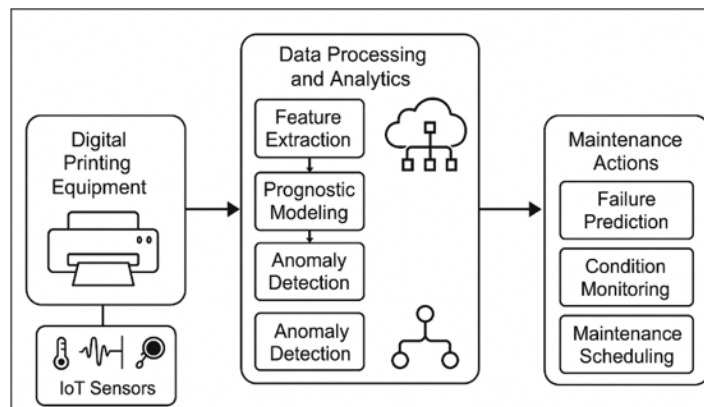 Digital
Printing
Equipment
IoT Sensors
Data Processing
and Analytics
Feature
Extraction
Prognostic
Modeling
Anomaly
Detection
Anomaly
Detection
Maintenance
Actions
Failure
Prediction
Condition
Monitoring
Maintenance
Scheduling